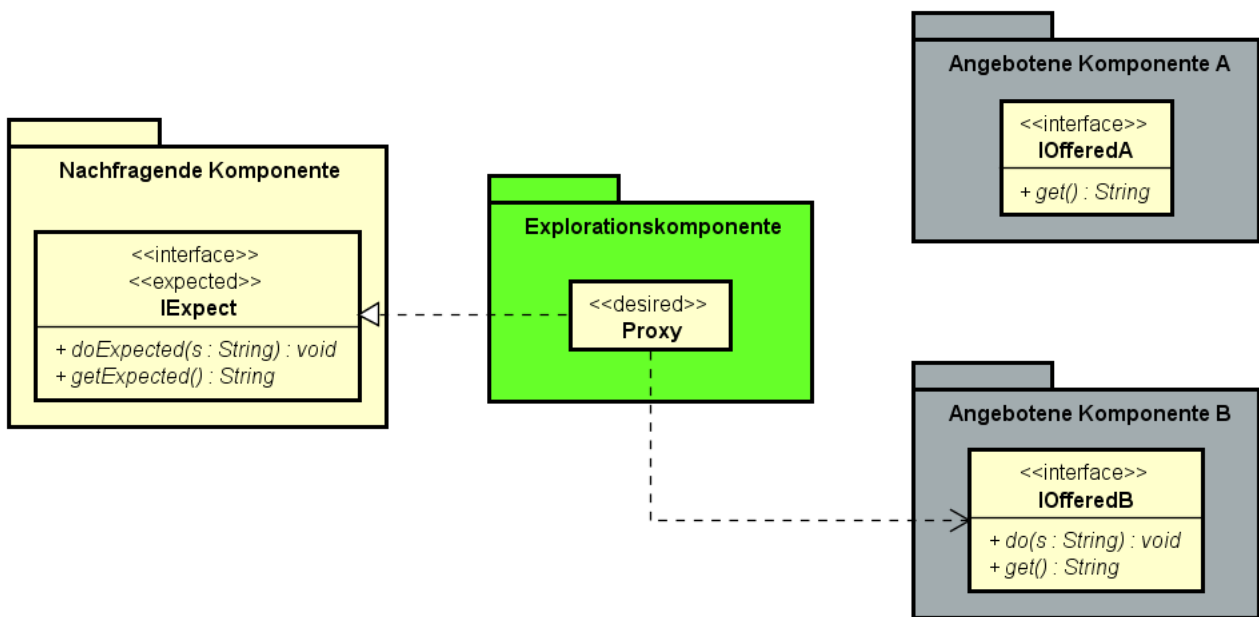 Nachfragende Komponente
<<interface>>
<<expected>>
IExpect
+ doExpected(s : String) : void
+ getExpected() : String
Explorationskomponente
<<desired>>
Proxy
Angebotene Komponente A
<<interface>>
IOfferedA
+ get() : String
Angebotene Komponente B
<<interface>>
IOfferedB
+ do(s : String) : void
+ get() : String